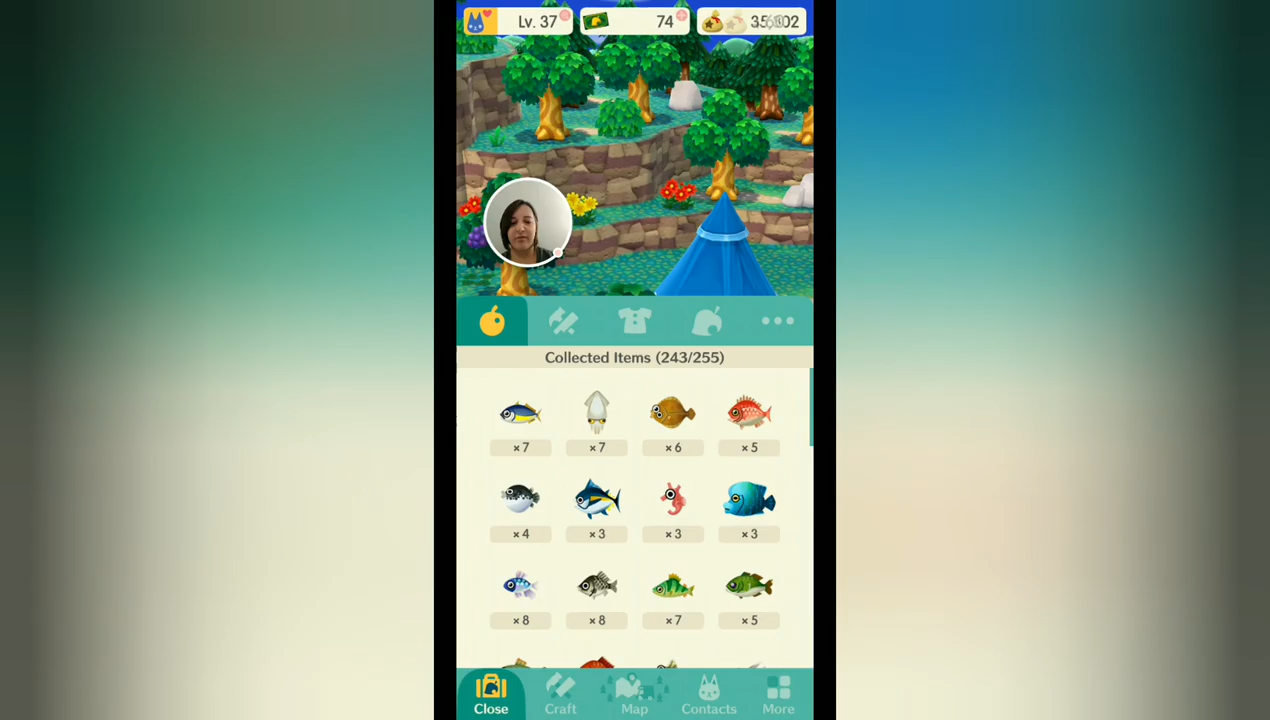 Lv. 37
74
Collected Items (243/255)
×7 ×7 ×6 ×5
×4 ×3 ×3 ×3
×8 ×8 ×7 ×5
Close Craft Map Contacts More